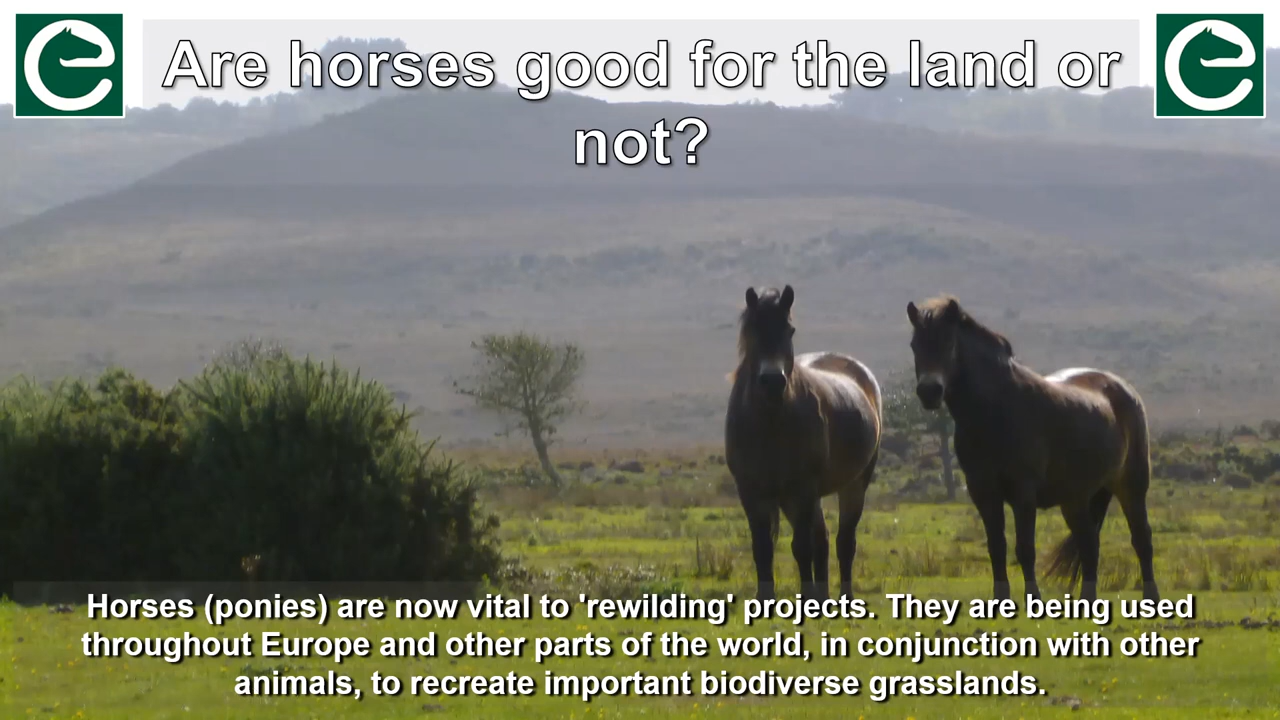 Are horses good for the land or
not?
Horses (ponies) are now vital to 'rewilding' projects. They are being used
throughout Europe and other parts of the world, in conjunction with other
animals, to recreate important biodiverse grasslands.